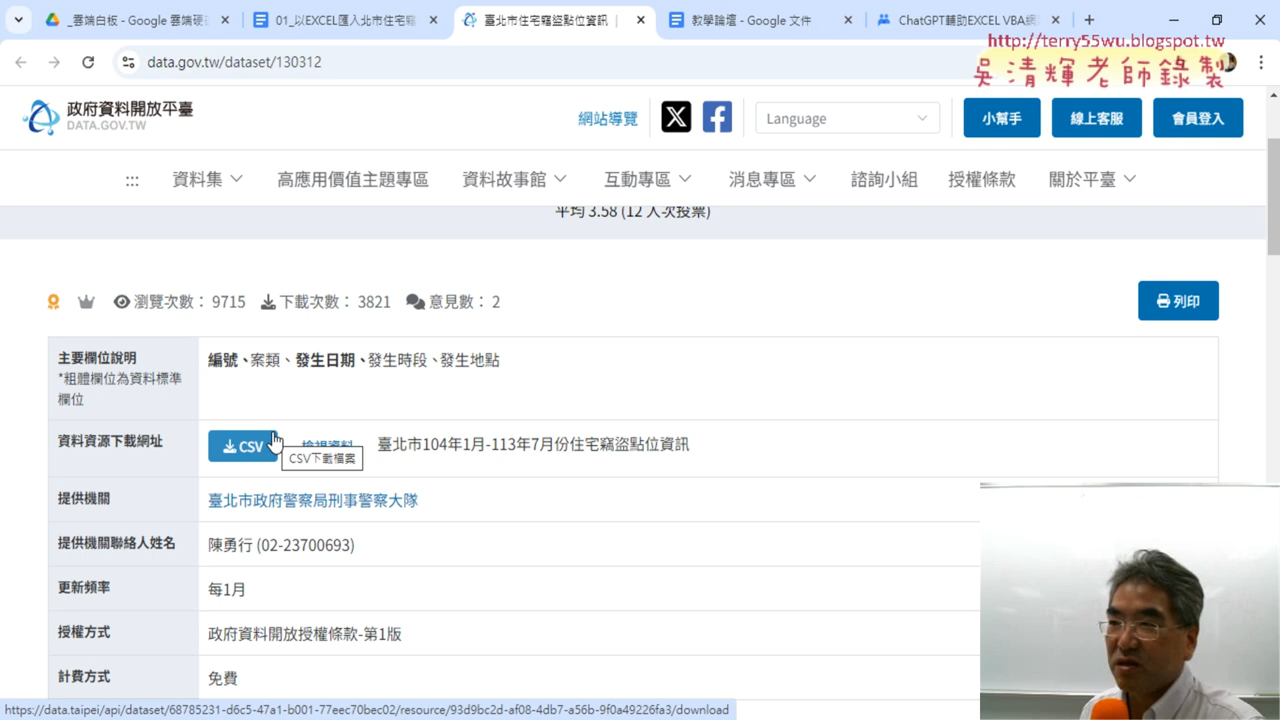 _雲端白板 - Google 雲端硬
01_以EXCEL匯入北市住宅竊
臺北市住宅竊盜點位資訊 |
教學論壇 - Google 文件
ChatGPT輔助EXCEL VBA網
http://terry55wu.blogspot.tw
data.gov.tw/dataset/130312
吳清輝老師錄製
政府資料開放平臺
DATA.GOV.TW
網站導覽
Language
小幫手
線上客服
會員登入
:::
資料集
高應用價值主題專區
資料故事館
互動專區
消息專區
諮詢小組
授權條款
關於平臺
平均 3.58 (12 人次投票)
瀏覽次數: 9715
下載次數: 3821
意見數: 2
列印
主要欄位說明
*粗體欄位為資料標準
欄位
編號、案類、發生日期、發生時段、發生地點
資料資源下載網址
CSV
檢視資料
臺北市104年1月-113年7月份住宅竊盜點位資訊
CSV下載檔案
提供機關
臺北市政府警察局刑事警察大隊
提供機關聯絡人姓名
陳勇行 (02-23700693)
更新頻率
每1月
授權方式
政府資料開放授權條款-第1版
計費方式
免費
https://data.taipei/api/dataset/68785231-d6c5-47a1-b001-77eec70bec02/resource/93d9bc2d-af08-4db7-a56b-9f0a49226fa3/download